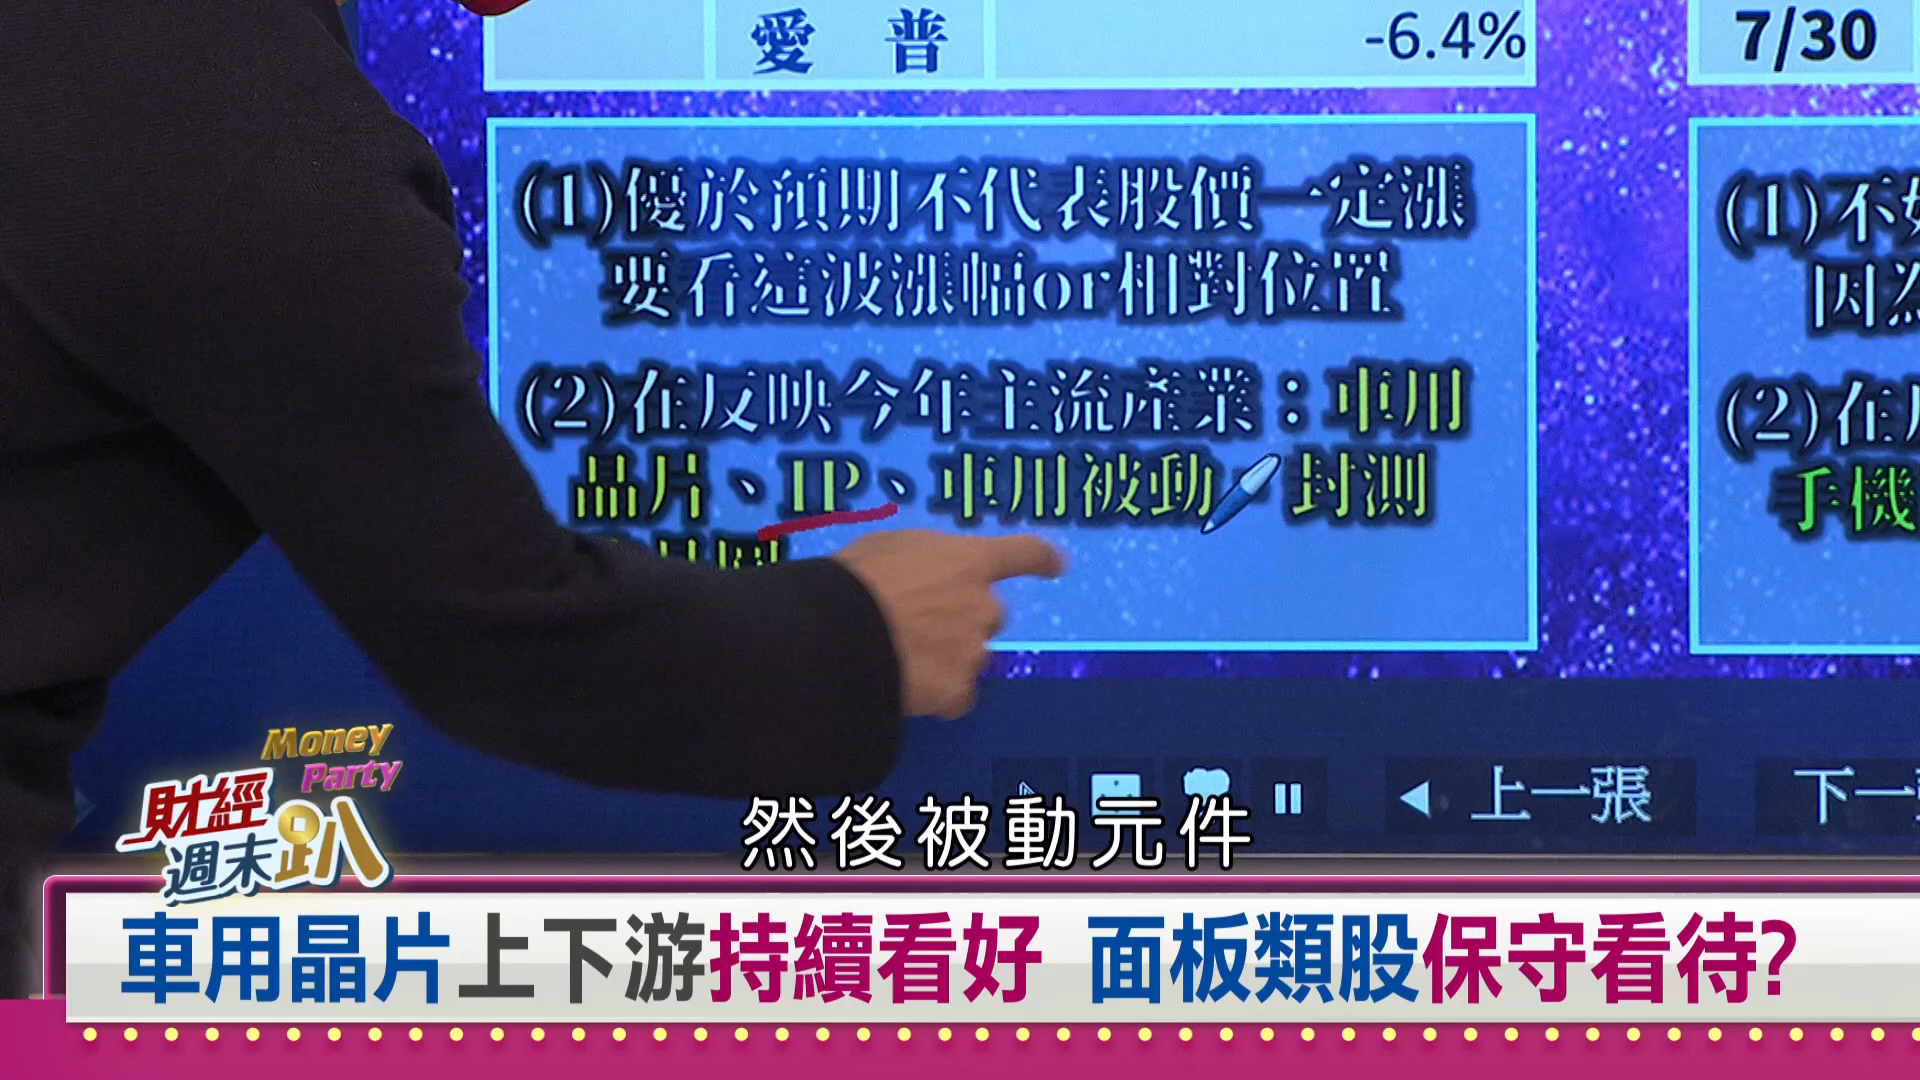 愛普 -6.4% 7/30
(1)優於預期不代表股價一定漲
要看這波漲幅or相對位置
(2)在反映今年主流產業：車用
晶片、IP、車用被動、封測
(1)不
因為
(2)在
手機
上一張 下一
然後被動元件
Money
Party
財經
週末趴
車用晶片上下游持續看好 面板類股保守看待?